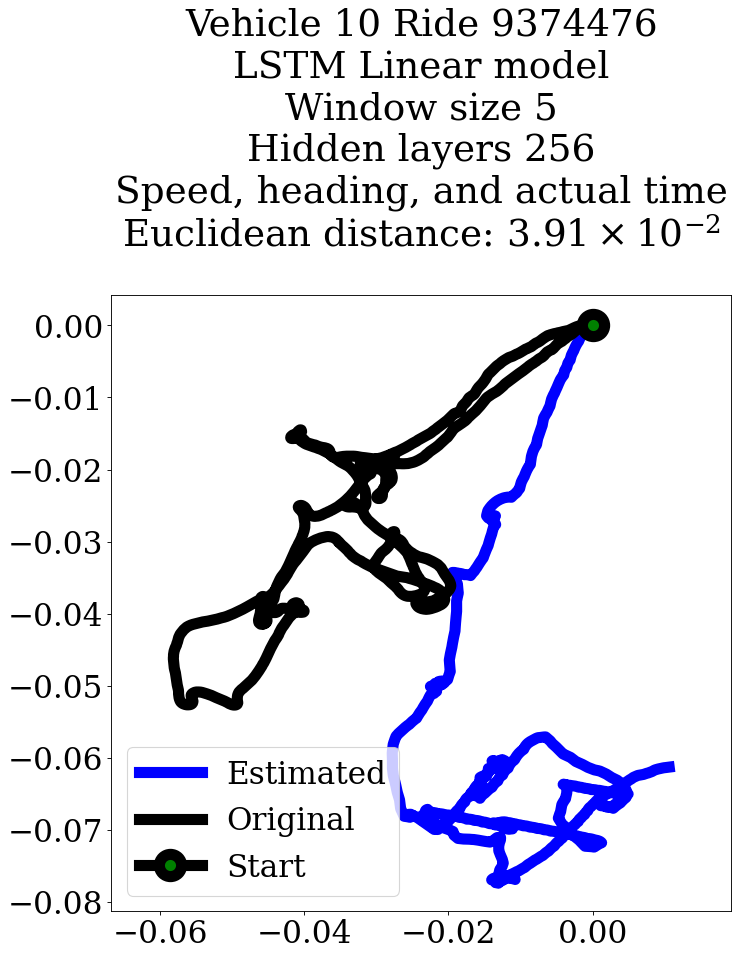 Vehicle 10 Ride 9374476
LSTM Linear model
Window size 5
Hidden layers 256
Speed, heading, and actual time
Euclidean distance: 3.91 × 10⁻²
0.00
−0.01
−0.02
−0.03
−0.04
−0.05
−0.06
−0.07
−0.08
Estimated
Original
Start
−0.06 −0.04 −0.02 0.00